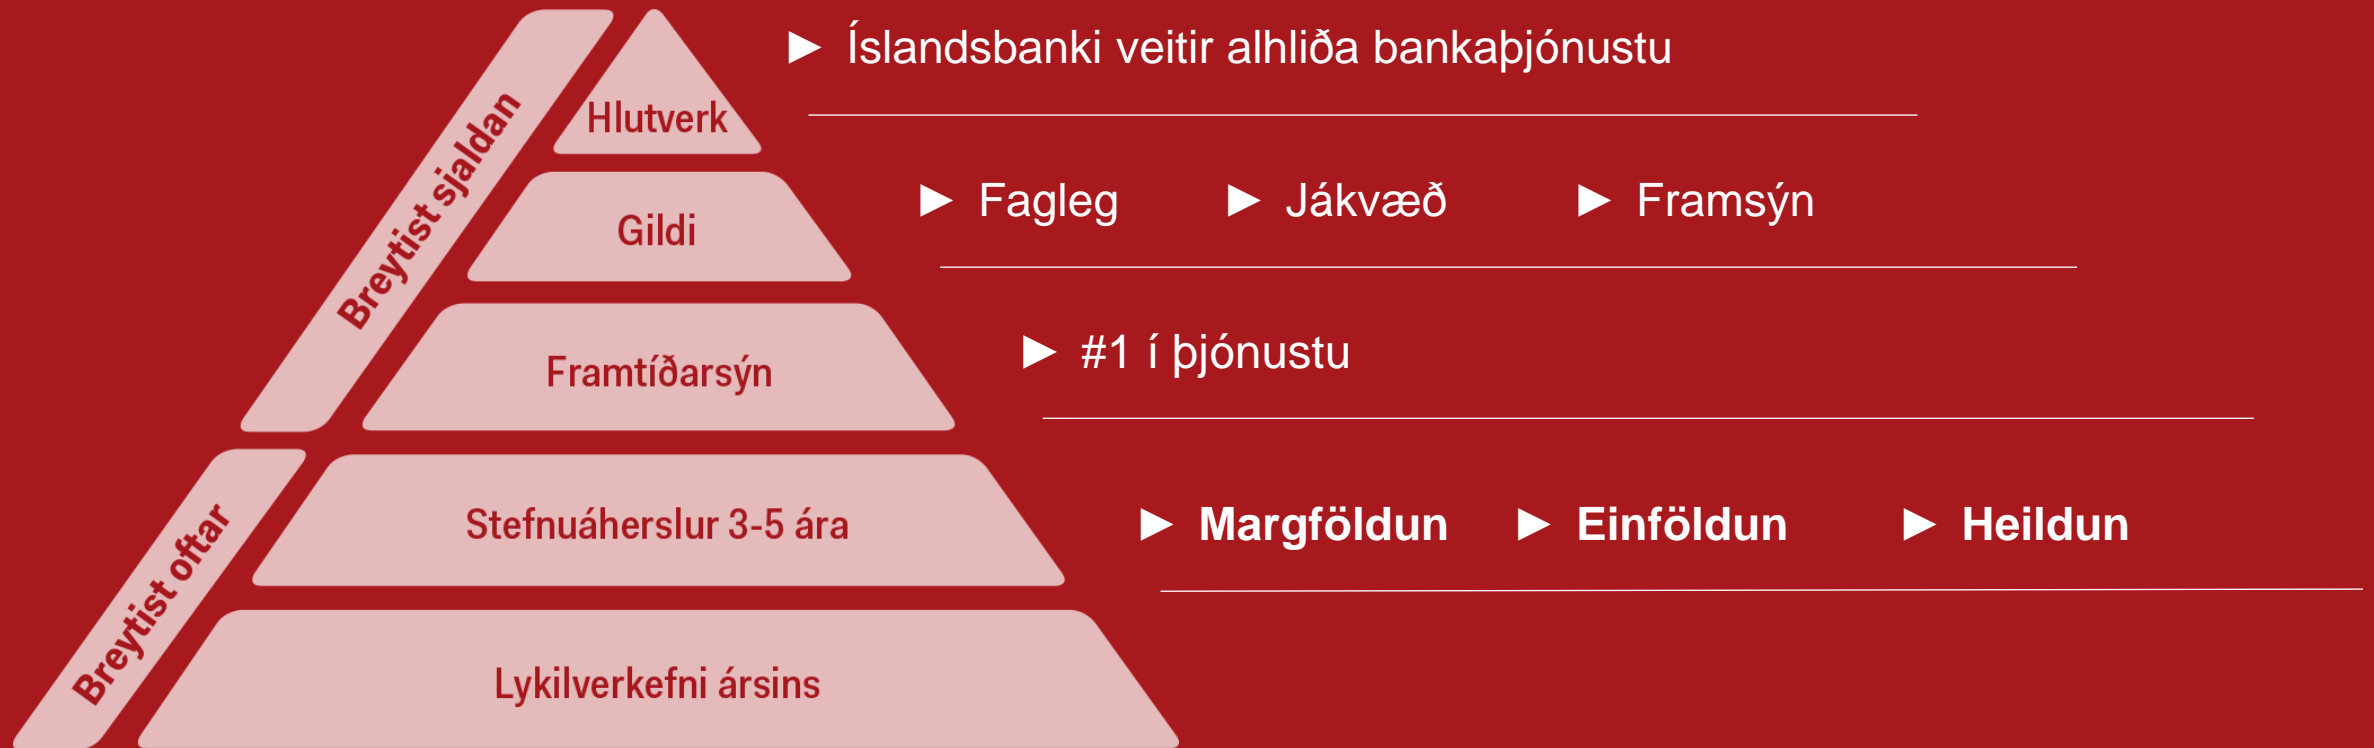 Breytist sjaldan
Hlutverk
► Íslandsbanki veitir alhliða bankaþjónustu
Gildi
► Fagleg ► Jákvæð ► Framsýn
Framtíðarsýn
► #1 í þjónustu
Breytist oftar
Stefnuáherslur 3-5 ára
► Margföldun ► Einföldun ► Heildun
Lykilverkefni ársins